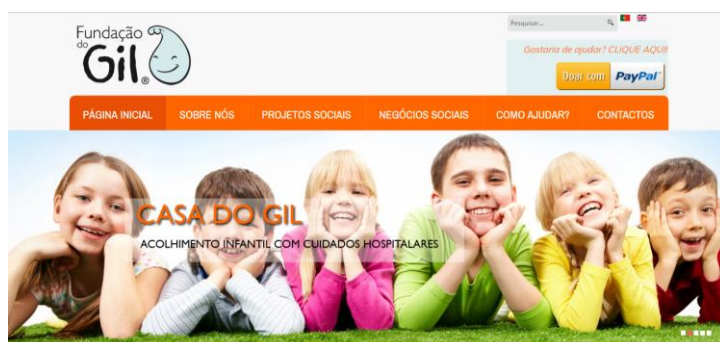 Fundação
do
Gil®
Pesquisar...
Gostaria de ajudar? CLIQUE AQUI!
Doar com PayPal
PÁGINA INICIAL SOBRE NÓS PROJETOS SOCIAIS NEGÓCIOS SOCIAIS COMO AJUDAR? CONTACTOS
CASA DO GIL
ACOLHIMENTO INFANTIL COM CUIDADOS HOSPITALARES